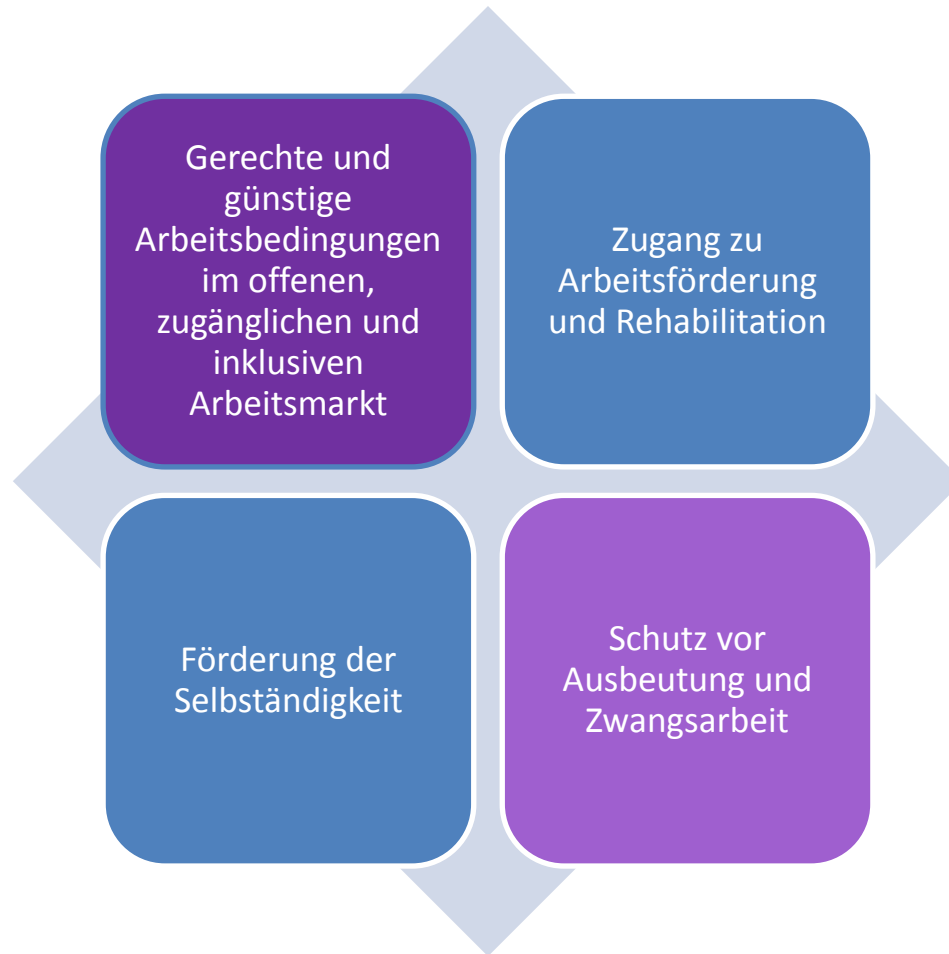 Gerechte und
günstige
Arbeitsbedingungen
im offenen,
zugänglichen und
inklusiven
Arbeitsmarkt
Zugang zu
Arbeitsförderung
und Rehabilitation
Förderung der
Selbständigkeit
Schutz vor
Ausbeutung und
Zwangsarbeit